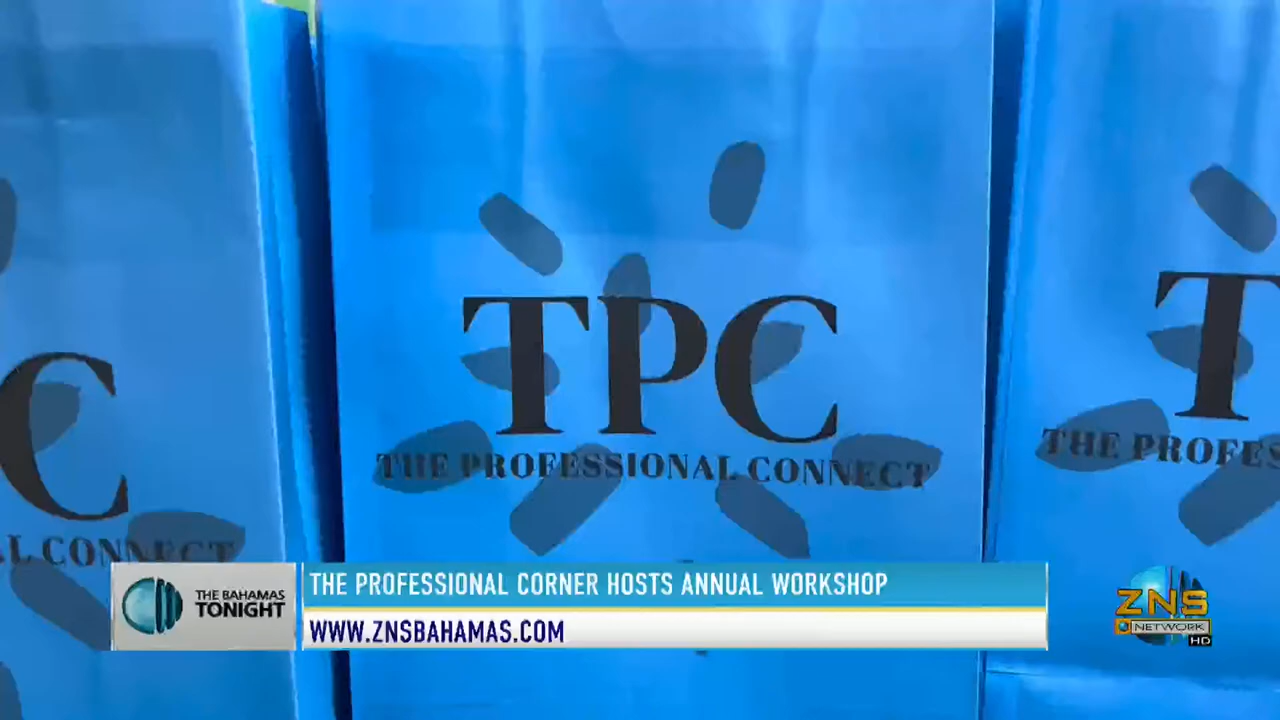 TPC
THE PROFESSIONAL CONNECT
C
AL CONNECT
T
THE PROFES
THE BAHAMAS
TONIGHT
THE PROFESSIONAL CORNER HOSTS ANNUAL WORKSHOP
WWW.ZNSBAHAMAS.COM
ZNS
NETWORK
HD